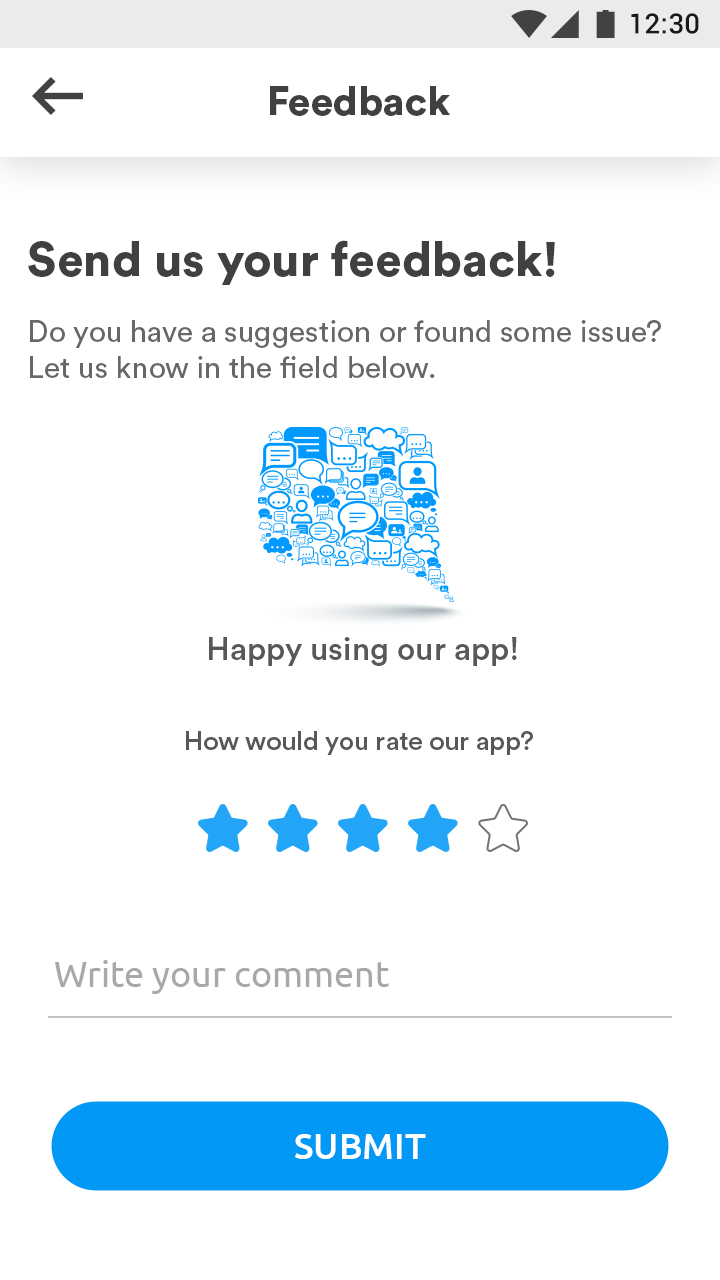 12:30
Feedback
Send us your feedback!
Do you have a suggestion or found some issue?
Let us know in the field below.
Happy using our app!
How would you rate our app?
Write your comment
SUBMIT